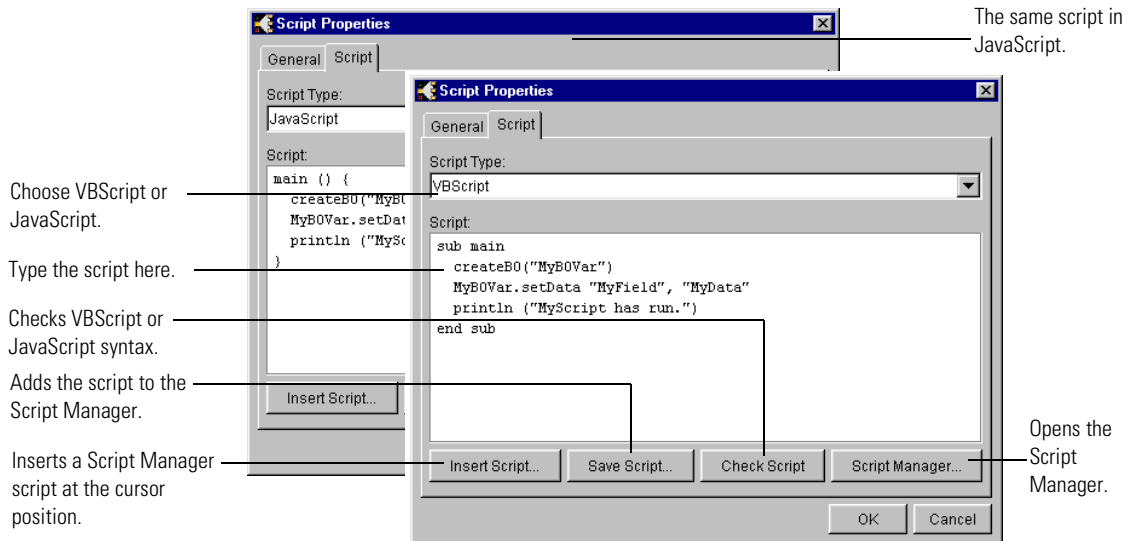 Script Properties
The same script in
JavaScript.
General Script
Script Type:
JavaScript
Script:
main () {
createBO("MyBO
MyBOVar.setDat
println ("MySc
}
Insert Script...
Script Properties
General Script
Script Type:
VBScript
Script:
sub main
createBO("MyBOVar")
MyBOVar.setData "MyField", "MyData"
println ("MyScript has run.")
end sub
Insert Script... Save Script... Check Script Script Manager...
OK Cancel
Choose VBScript or
JavaScript.
Type the script here.
Checks VBScript or
JavaScript syntax.
Adds the script to the
Script Manager.
Inserts a Script Manager
script at the cursor
position.
Opens the
Script
Manager.